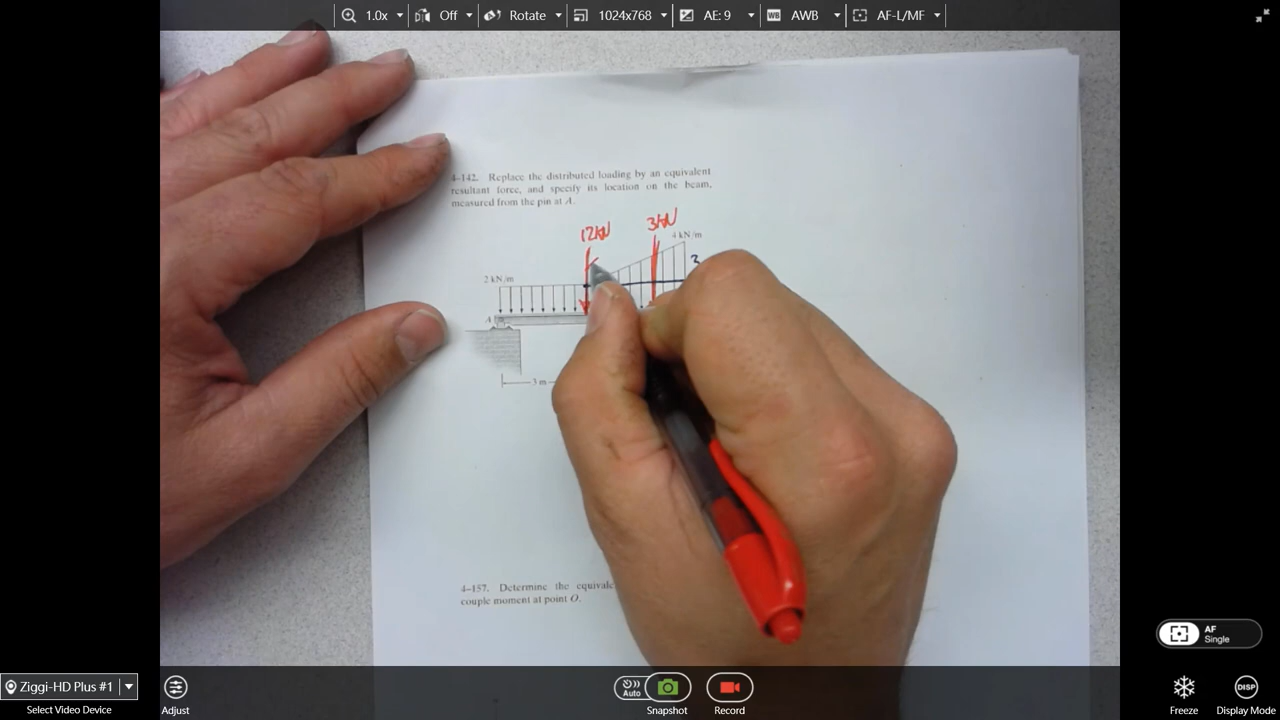 1.0x
Off
Rotate
1024x768
AE: 9
WB AWB
AF-L/MF
4–142. Replace the distributed loading by an equivalent
resultant force, and specify its location on the beam,
measured from the pin at A.
12kN
3kN
4 kN/m
2 kN/m
A
3 m
4–157. Determine the
couple moment at point O.
AF
Single
Ziggi-HD Plus #1
Select Video Device
Adjust
Auto
Snapshot
Record
Freeze
DISP
Display Mode